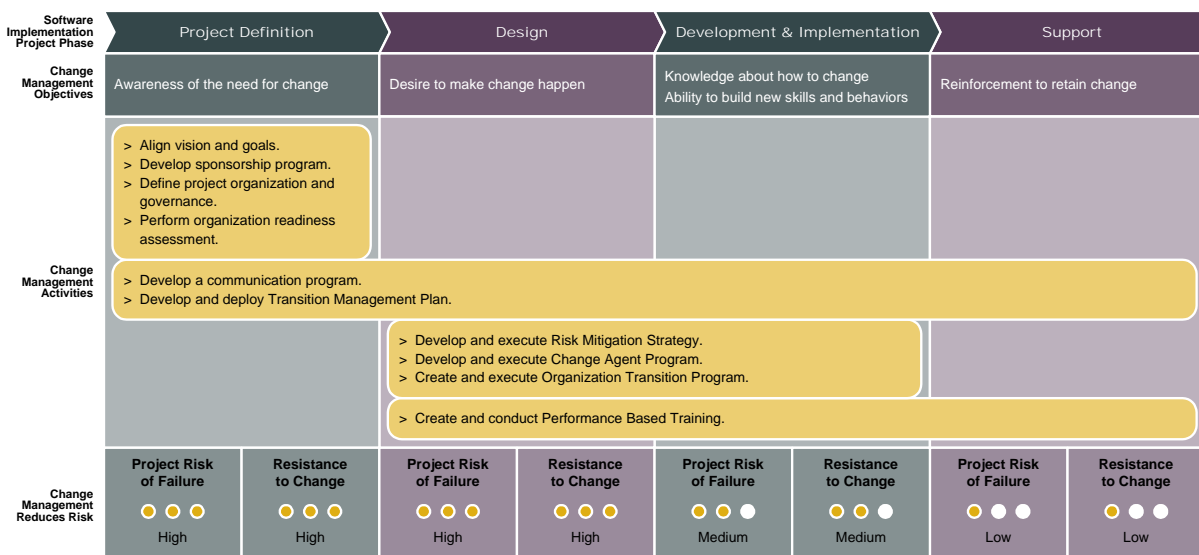 Software
Implementation
Project Phase
Project Definition
Design
Development & Implementation
Support
Change
Management
Objectives
Awareness of the need for change
Desire to make change happen
Knowledge about how to change
Ability to build new skills and behaviors
Reinforcement to retain change
Change
Management
Activities
> Align vision and goals.
> Develop sponsorship program.
> Define project organization and
governance.
> Perform organization readiness
assessment.
> Develop a communication program.
> Develop and deploy Transition Management Plan.
> Develop and execute Risk Mitigation Strategy.
> Develop and execute Change Agent Program.
> Create and execute Organization Transition Program.
> Create and conduct Performance Based Training.
Change
Management
Reduces Risk
Project Risk
of Failure
High
Resistance
to Change
High
Project Risk
of Failure
High
Resistance
to Change
High
Project Risk
of Failure
Medium
Resistance
to Change
Medium
Project Risk
of Failure
Low
Resistance
to Change
Low